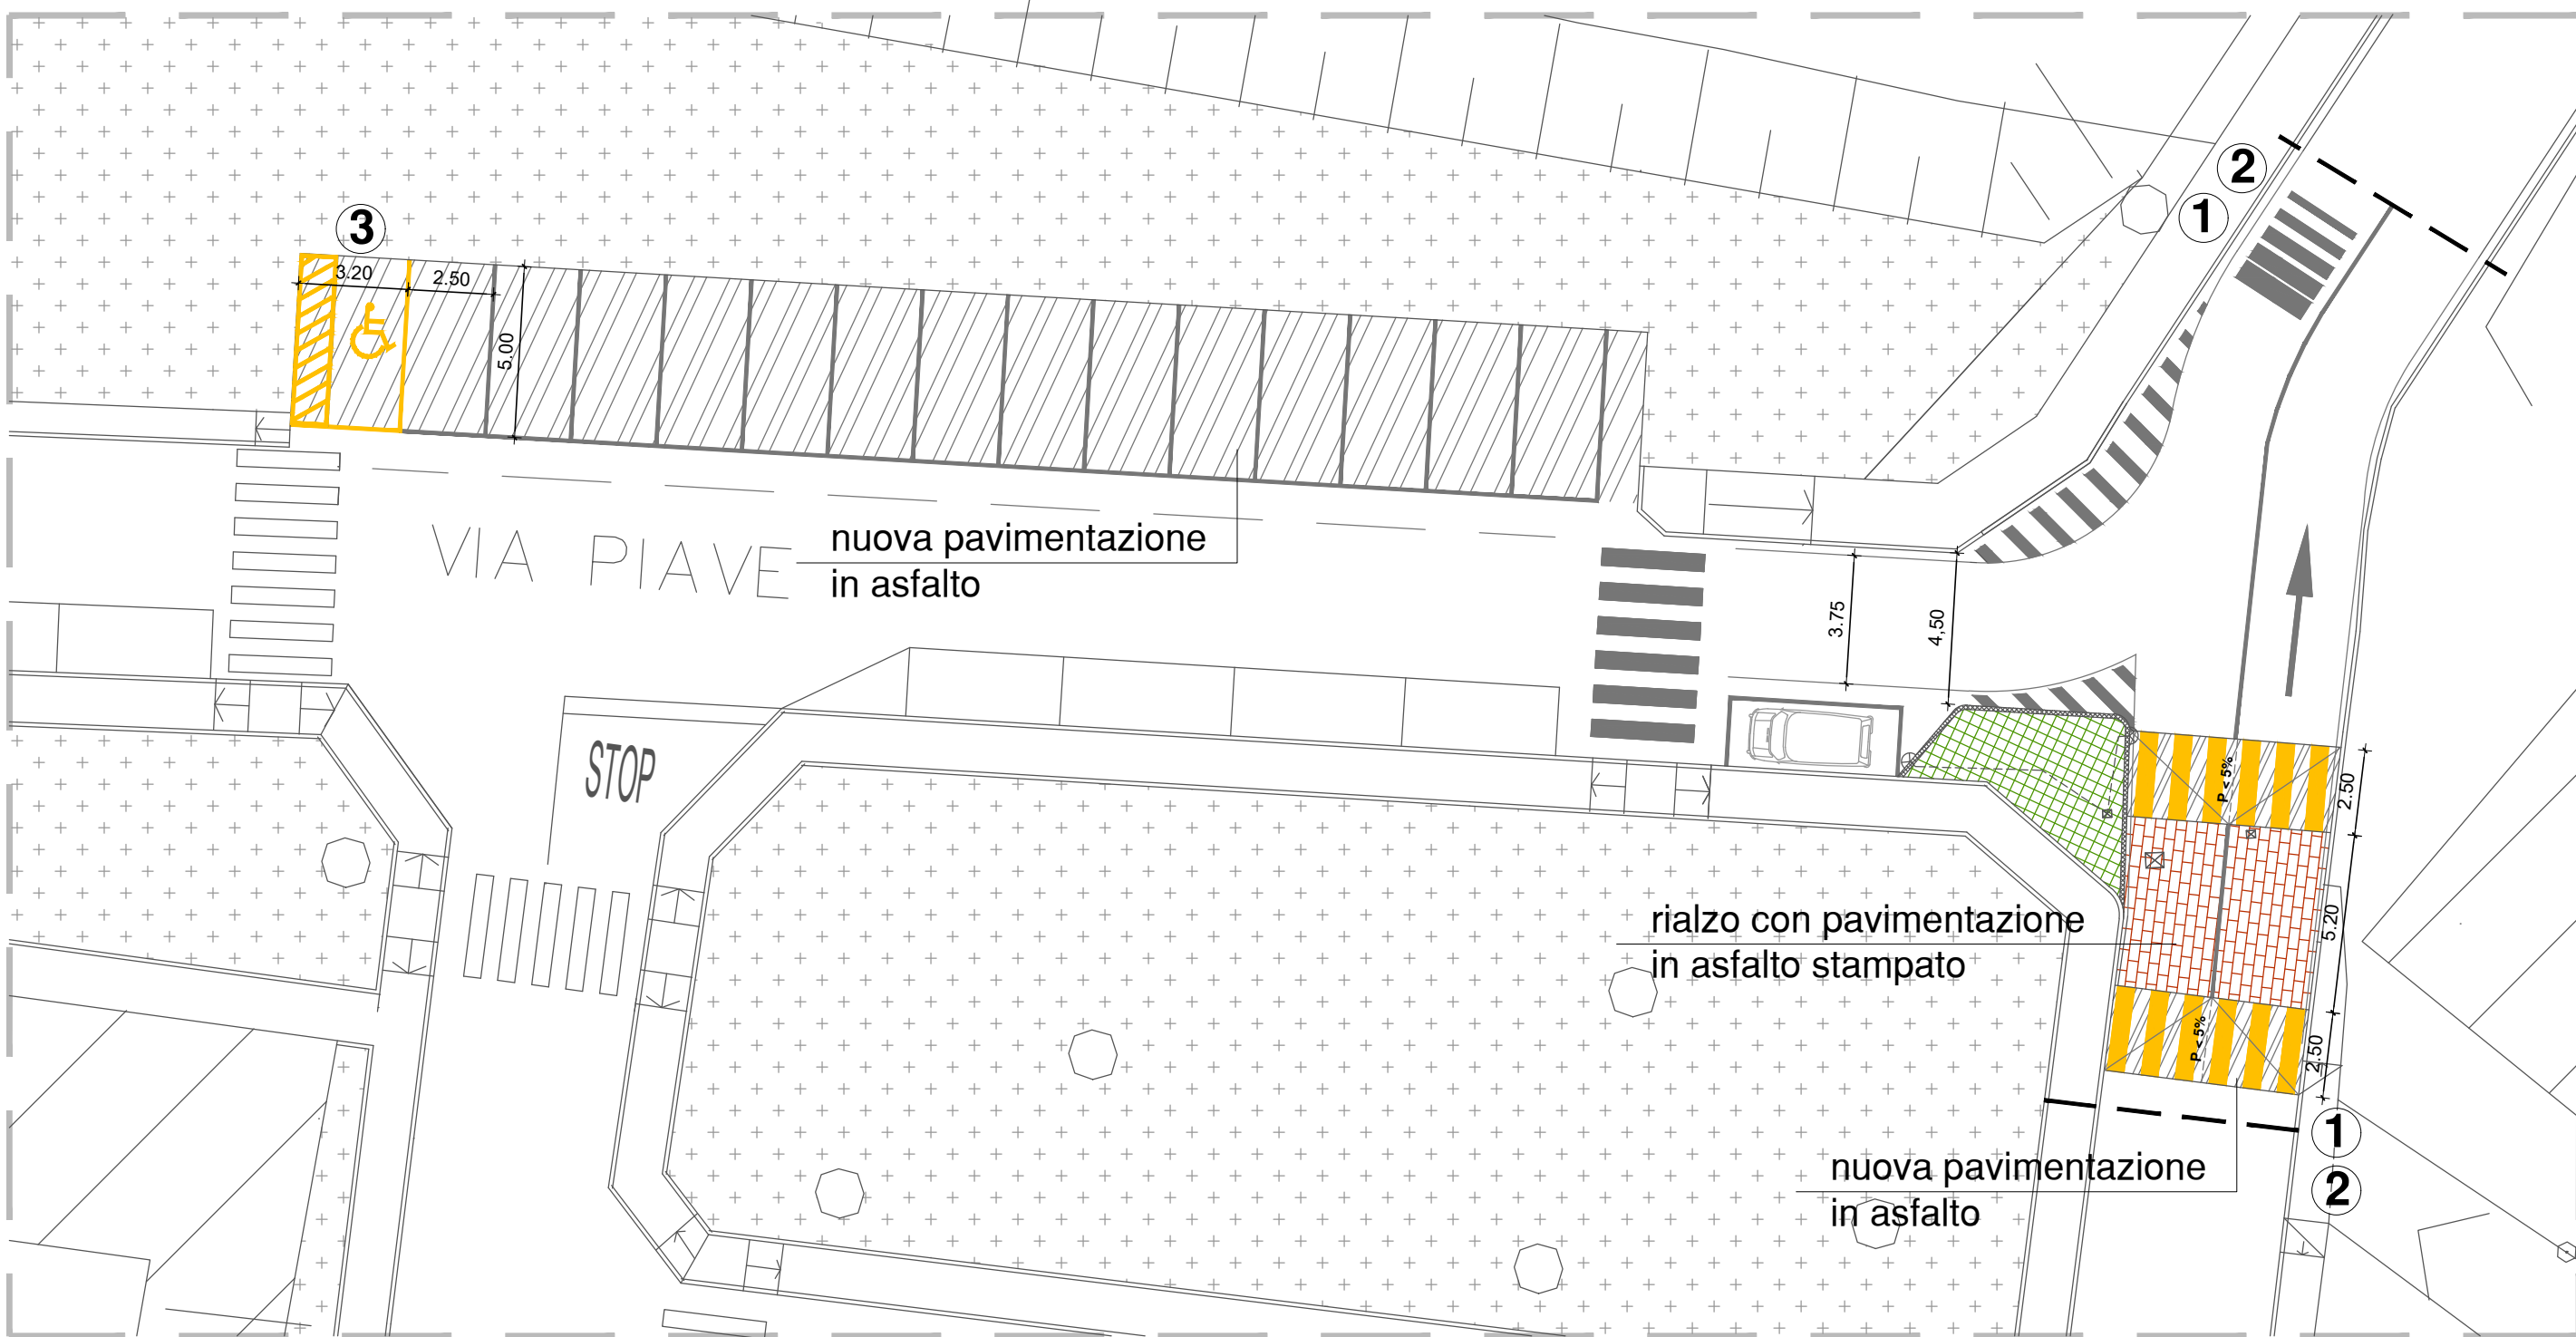 2
1
3
3.20
2.50
5.00
VIA PIAVE
nuova pavimentazione
in asfalto
3.75
4,50
STOP
P < 5%
2.50
rialzo con pavimentazione
in asfalto stampato
5.20
P < 5%
2.50
1
nuova pavimentazione
2
in asfalto